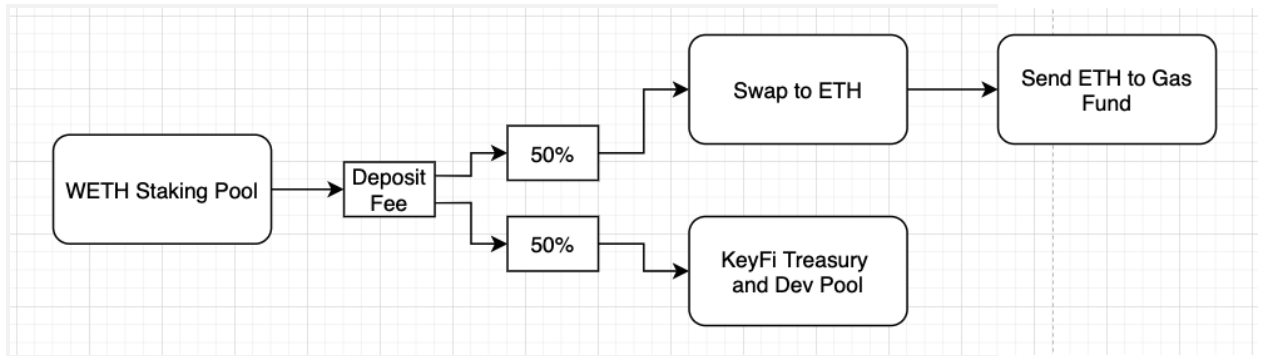 WETH Staking Pool
Deposit
Fee
50%
Swap to ETH
Send ETH to Gas
Fund
50%
KeyFi Treasury
and Dev Pool